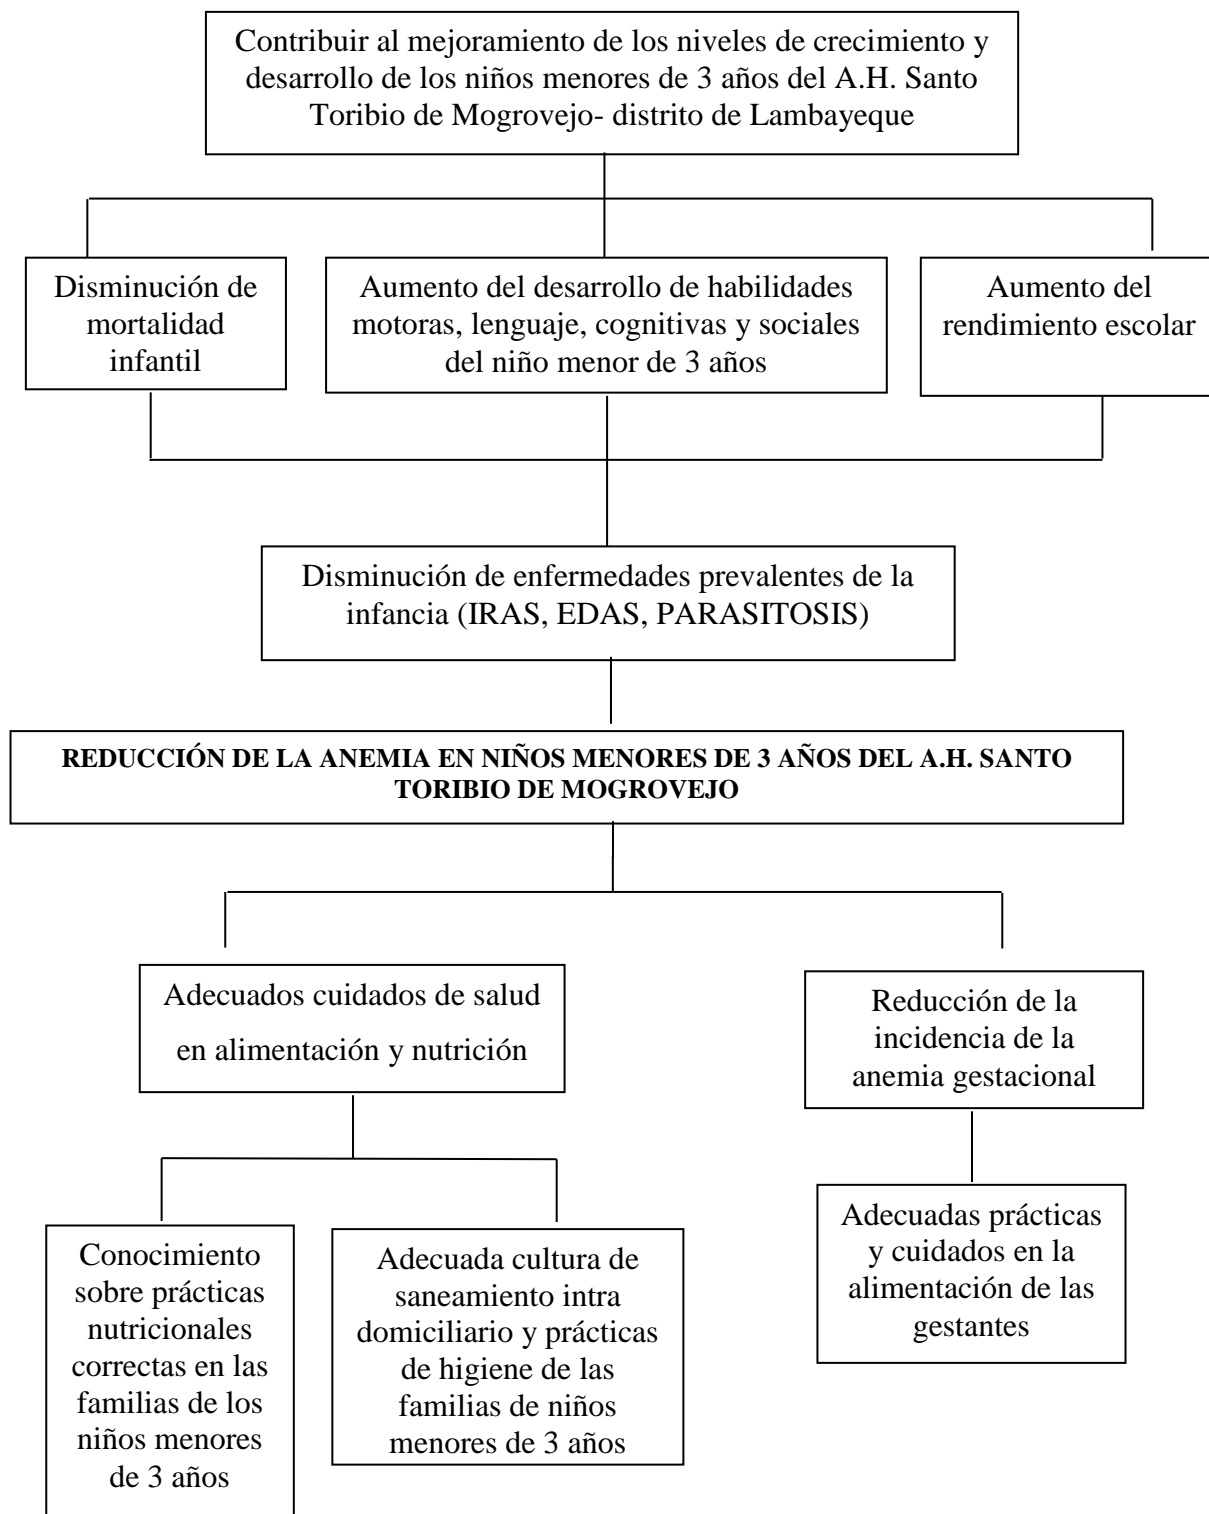 Contribuir al mejoramiento de los niveles de crecimiento y
desarrollo de los niños menores de 3 años del A.H. Santo
Toribio de Mogrovejo- distrito de Lambayeque
Disminución de
mortalidad
infantil
Aumento del desarrollo de habilidades
motoras, lenguaje, cognitivas y sociales
del niño menor de 3 años
Aumento del
rendimiento escolar
Disminución de enfermedades prevalentes de la
infancia (IRAS, EDAS, PARASITOSIS)
REDUCCIÓN DE LA ANEMIA EN NIÑOS MENORES DE 3 AÑOS DEL A.H. SANTO
TORIBIO DE MOGROVEJO
Adecuados cuidados de salud
en alimentación y nutrición
Reducción de la
incidencia de la
anemia gestacional
Conocimiento
sobre prácticas
nutricionales
correctas en las
familias de los
niños menores
de 3 años
Adecuada cultura de
saneamiento intra
domiciliario y prácticas
de higiene de las
familias de niños
menores de 3 años
Adecuadas prácticas
y cuidados en la
alimentación de las
gestantes